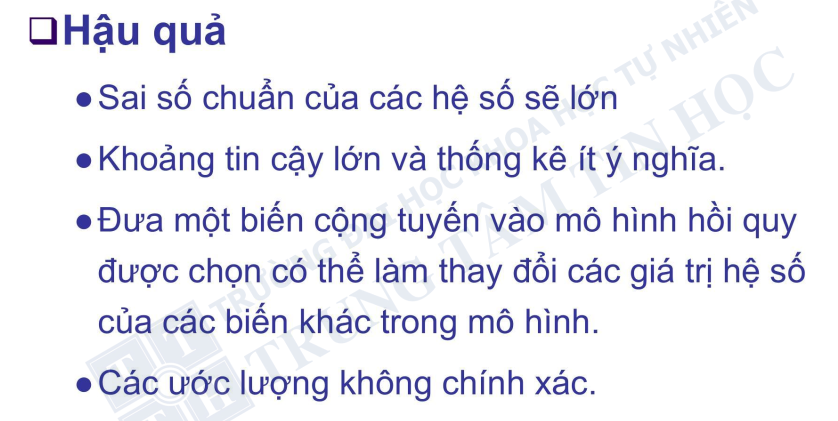 ❑Hậu quả
●Sai số chuẩn của các hệ số sẽ lớn
●Khoảng tin cậy lớn và thống kê ít ý nghĩa.
●Đưa một biến cộng tuyến vào mô hình hồi quy
được chọn có thể làm thay đổi các giá trị hệ số
của các biến khác trong mô hình.
●Các ước lượng không chính xác.
TRƯỜNG ĐẠI HỌC KHOA HỌC TỰ NHIÊN
TRUNG TÂM TIN HỌC